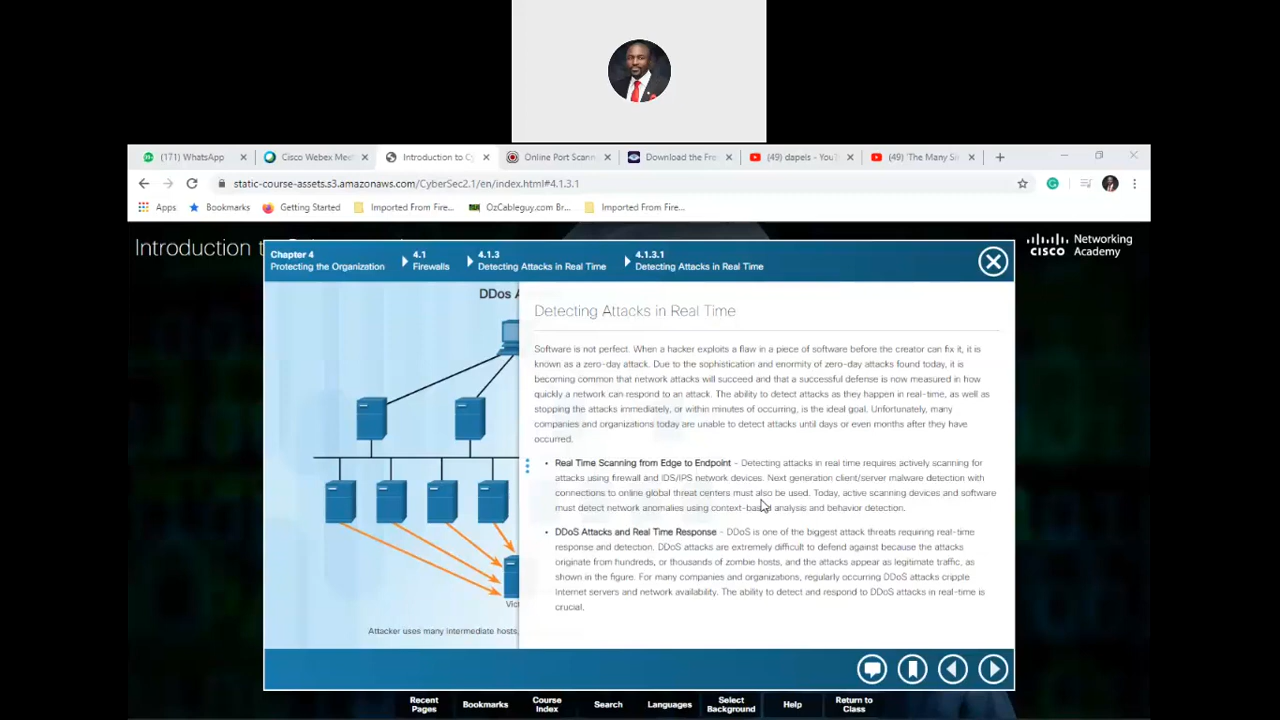 (171) WhatsApp
Cisco Webex Mee
Introduction to C
Online Port Scann
Download the Fre
(49) dapels - YouT
(49) 'The Many Si
static-course-assets.s3.amazonaws.com/CyberSec2.1/en/index.html#4.1.3.1
Apps
Bookmarks
Getting Started
Imported From Fire...
OzCableguy.com Br...
Imported From Fire...
Introduction t
CISCO
Networking
Academy
Chapter 4
Protecting the Organization
4.1
Firewalls
4.1.3
Detecting Attacks in Real Time
4.1.3.1
Detecting Attacks in Real Time
DDos A
Attacker uses many intermediate hosts,
Detecting Attacks in Real Time
Software is not perfect. When a hacker exploits a flaw in a piece of software before the creator can fix it, it is
known as a zero-day attack. Due to the sophistication and enormity of zero-day attacks found today, it is
becoming common that network attacks will succeed and that a successful defense is now measured in how
quickly a network can respond to an attack. The ability to detect attacks as they happen in real-time, as well as
stopping the attacks immediately, or within minutes of occurring, is the ideal goal. Unfortunately, many
companies and organizations today are unable to detect attacks until days or even months after they have
occurred.
• Real Time Scanning from Edge to Endpoint - Detecting attacks in real time requires actively scanning for
attacks using firewall and IDS/IPS network devices. Next generation client/server malware detection with
connections to online global threat centers must also be used. Today, active scanning devices and software
must detect network anomalies using context-based analysis and behavior detection.
• DDoS Attacks and Real Time Response - DDoS is one of the biggest attack threats requiring real-time
response and detection. DDoS attacks are extremely difficult to defend against because the attacks
originate from hundreds, or thousands of zombie hosts, and the attacks appear as legitimate traffic, as
shown in the figure. For many companies and organizations, regularly occurring DDoS attacks cripple
Internet servers and network availability. The ability to detect and respond to DDoS attacks in real-time is
crucial.
Recent
Pages
Bookmarks
Course
Index
Search
Languages
Select
Background
Help
Return to
Class